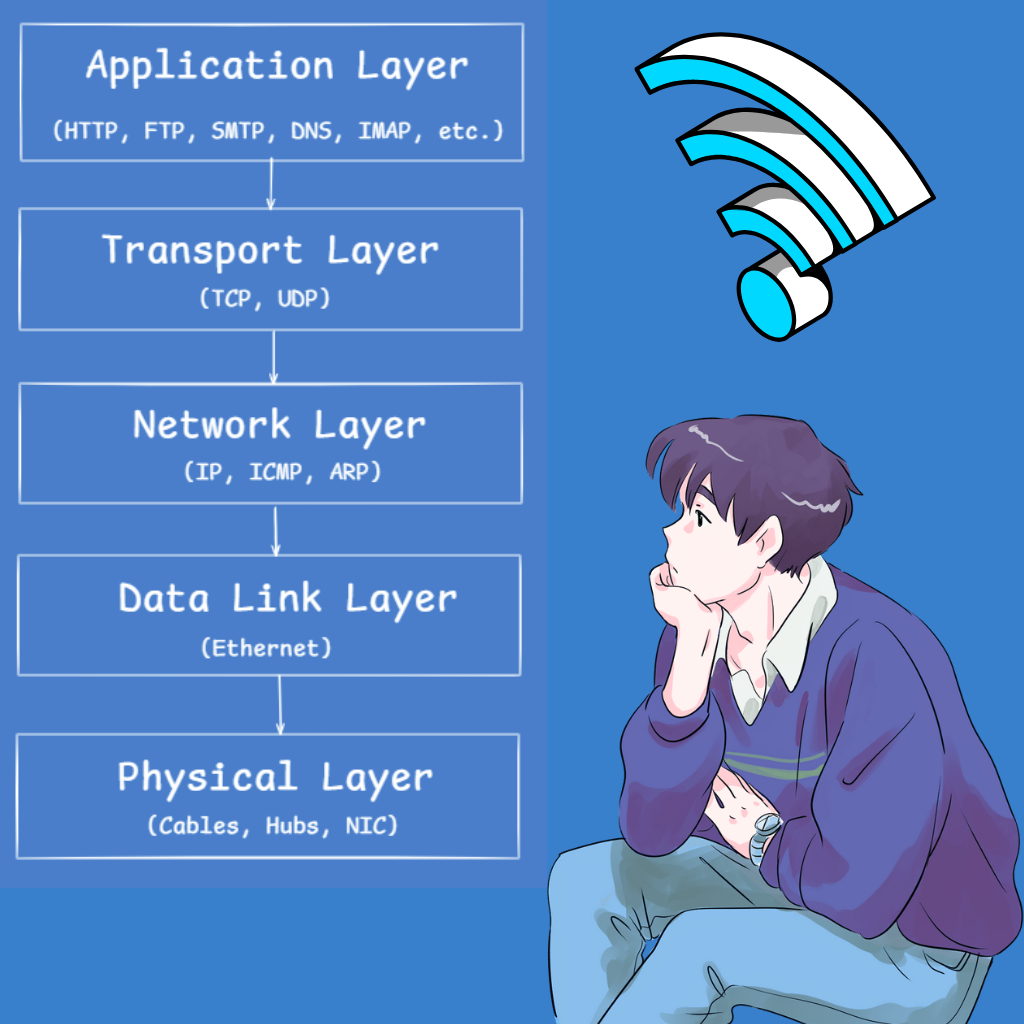 Application Layer
(HTTP, FTP, SMTP, DNS, IMAP, etc.)
Transport Layer
(TCP, UDP)
Network Layer
(IP, ICMP, ARP)
Data Link Layer
(Ethernet)
Physical Layer
(Cables, Hubs, NIC)